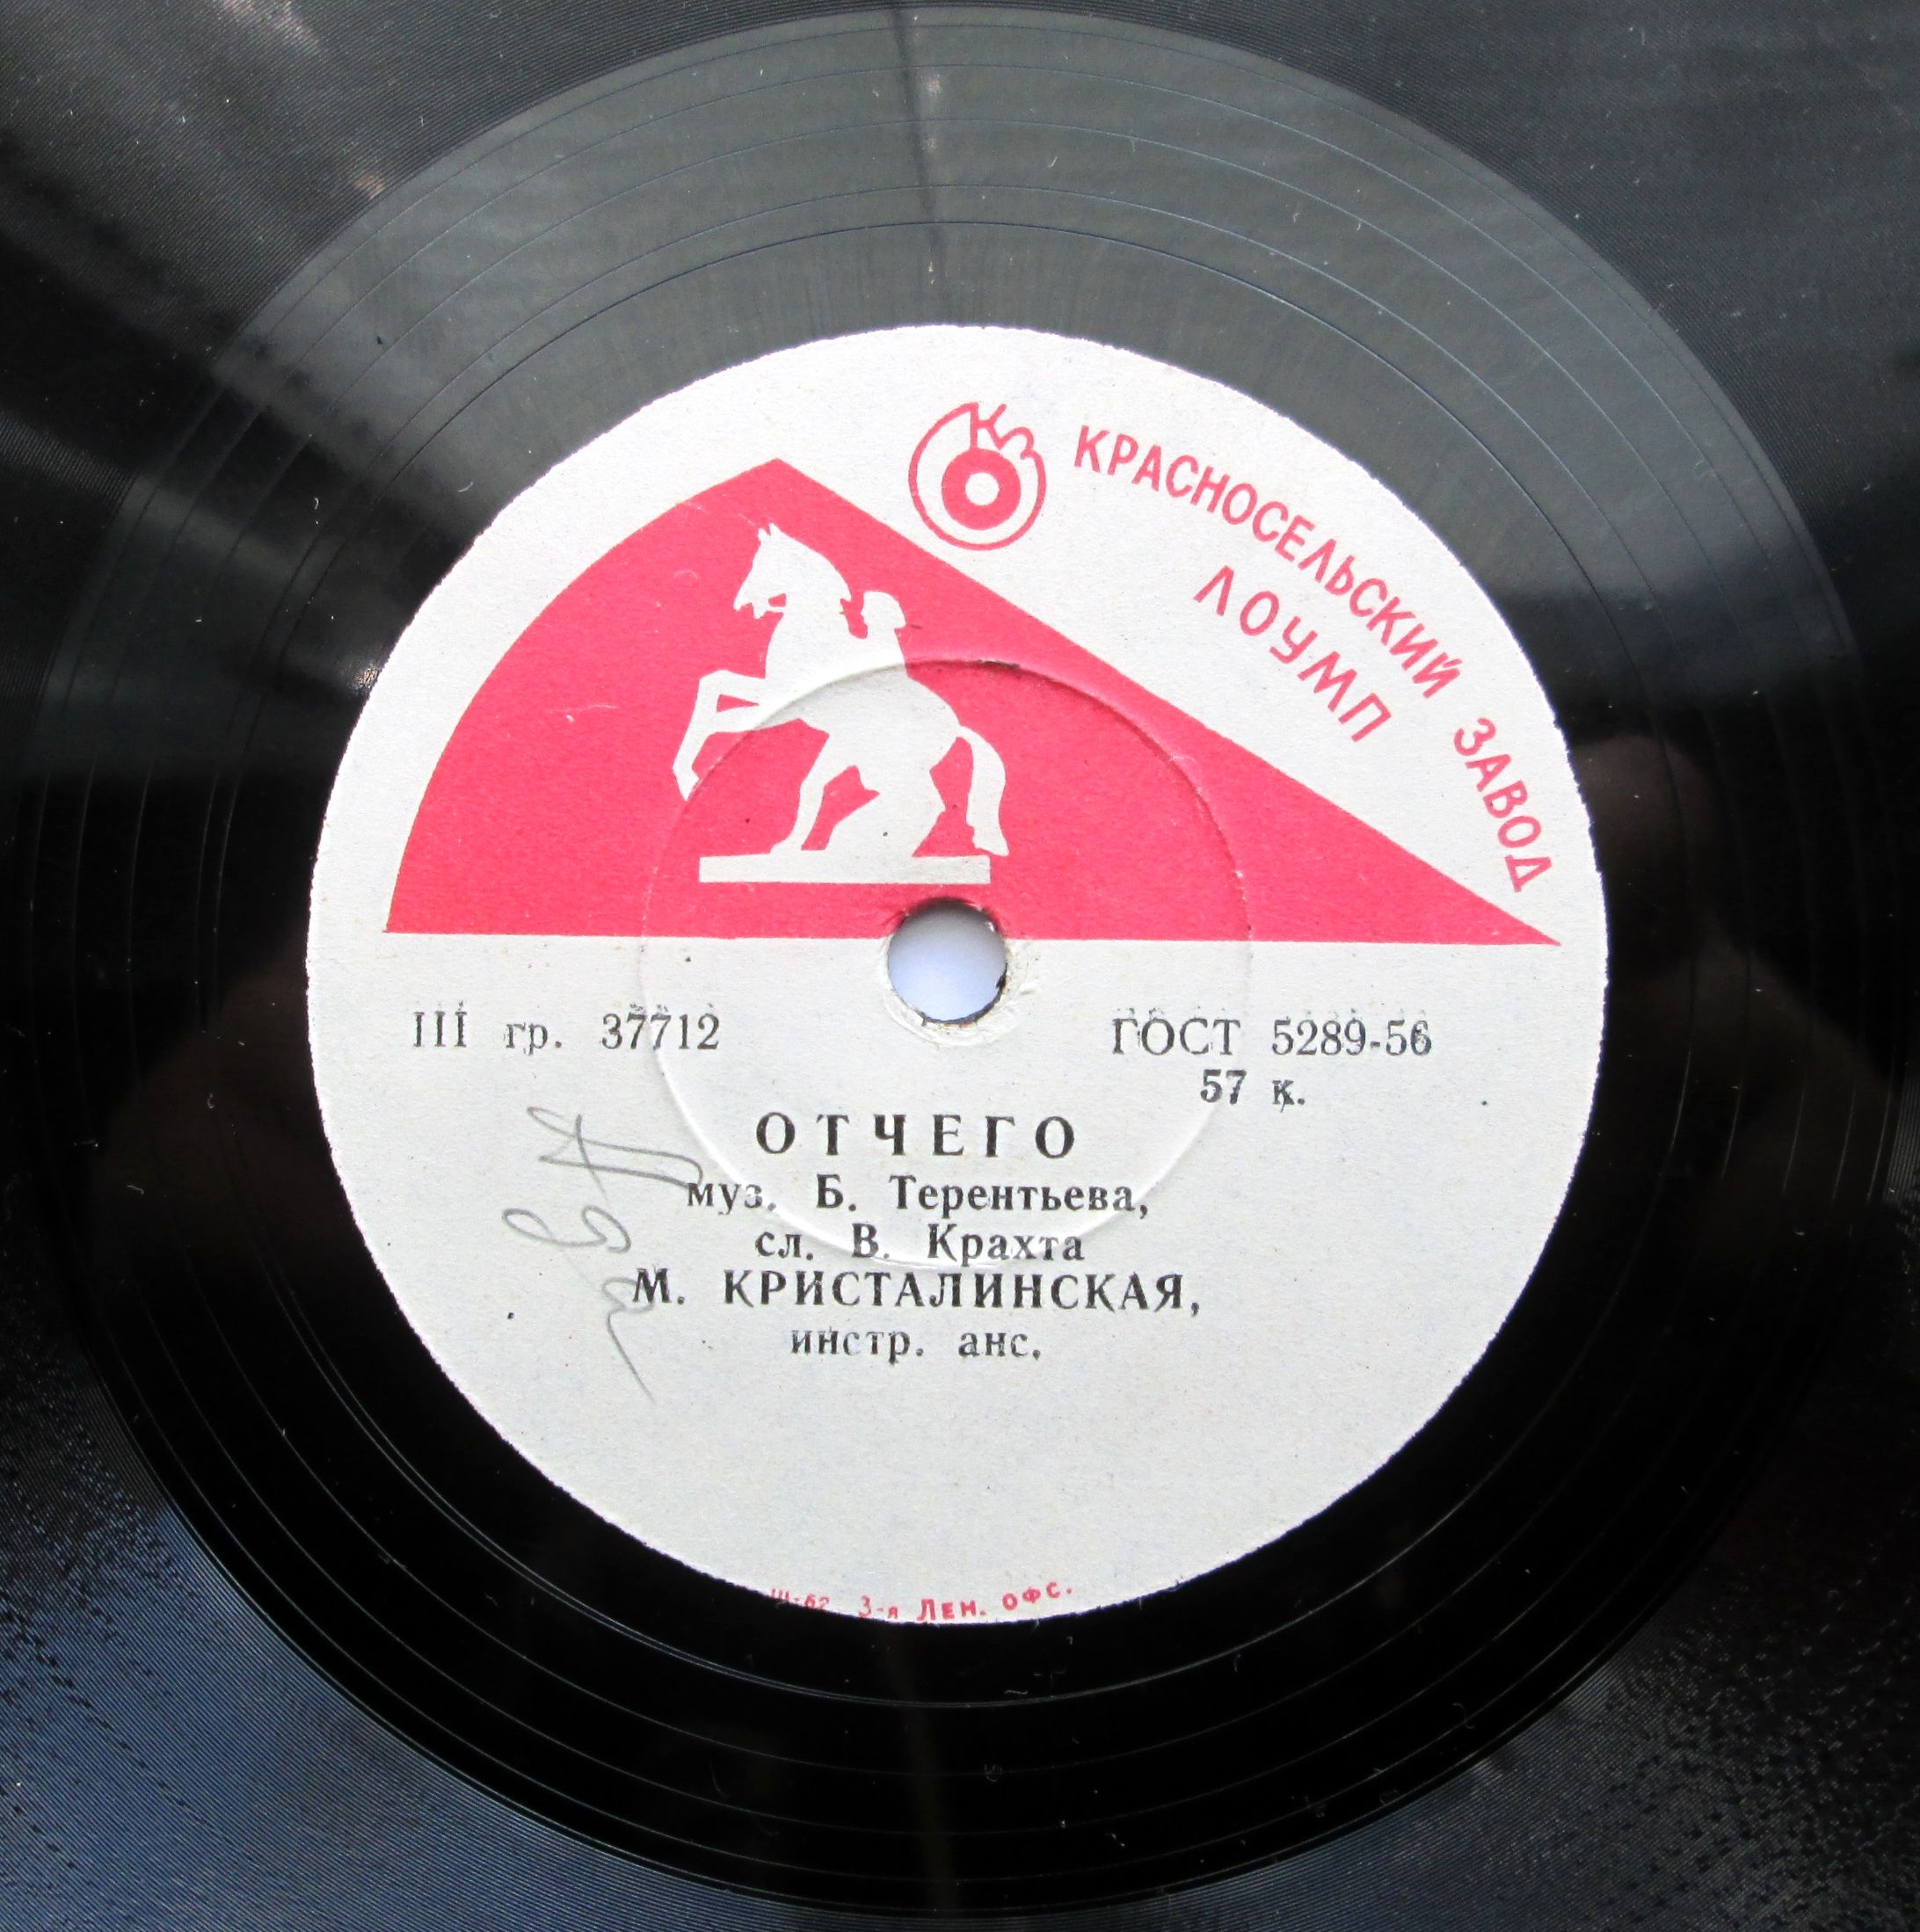 КРАСНОСЕЛЬСКИЙ ЗАВОД
ЛОУМП
III гр. 37712
ГОСТ 5289-56
57 к.
ОТЧЕГО
муз. Б. Терентьева,
сл. В. Крахта
М. КРИСТАЛИНСКАЯ,
инстр. анс.
3-я Лен. офс.